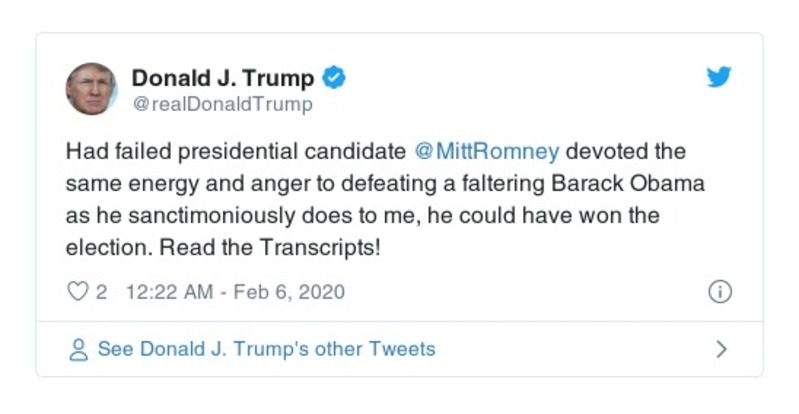 Donald J. Trump
@realDonaldTrump
Had failed presidential candidate @MittRomney devoted the
same energy and anger to defeating a faltering Barack Obama
as he sanctimoniously does to me, he could have won the
election. Read the Transcripts!
2 12:22 AM - Feb 6, 2020
See Donald J. Trump's other Tweets